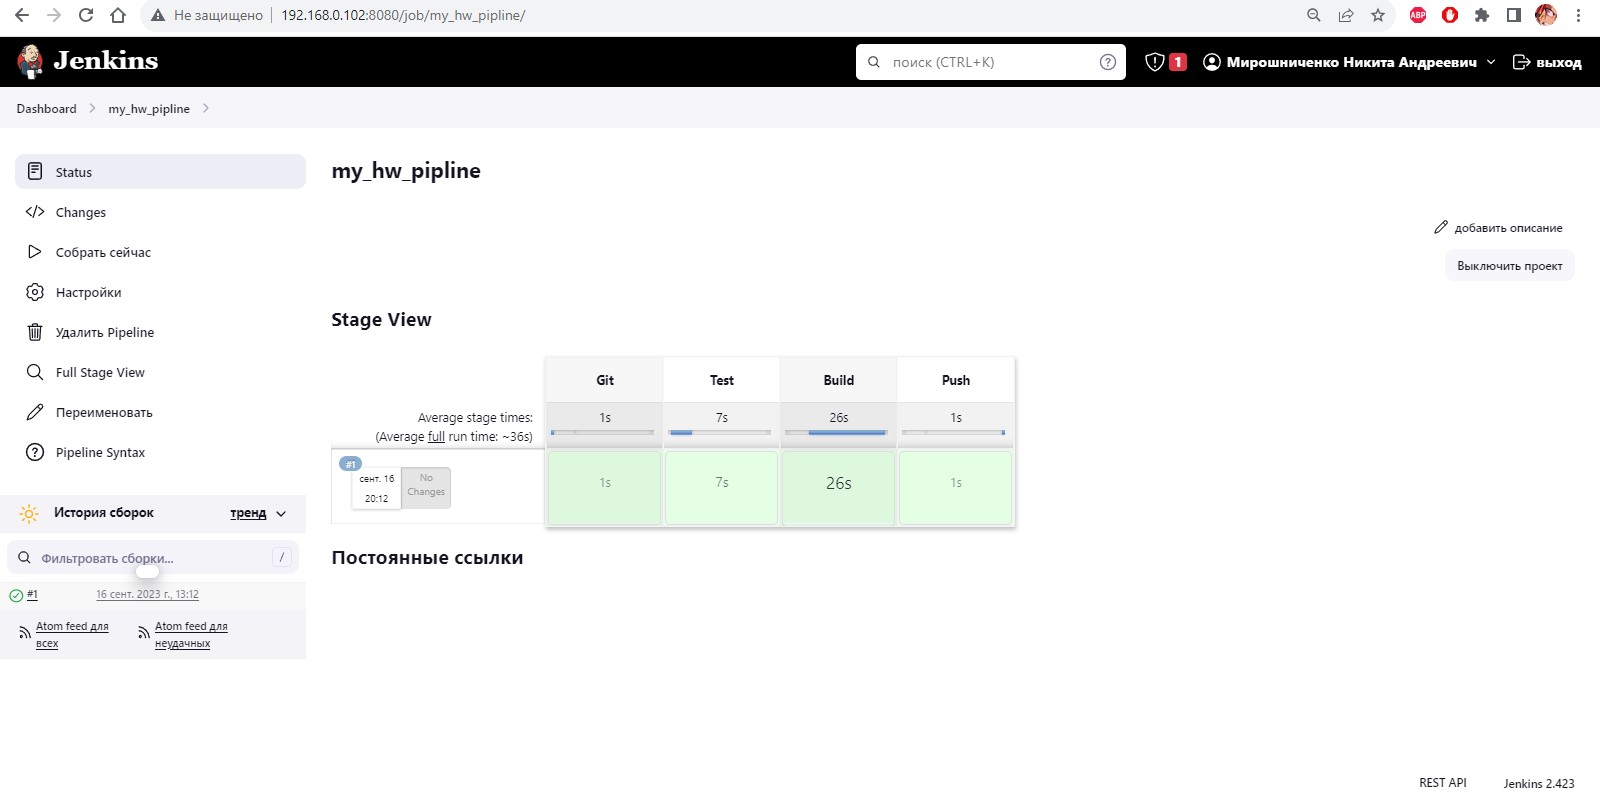 Не защищено
192.168.0.102:8080/job/my_hw_pipline/
ABP
Jenkins
поиск (CTRL+K)
?
1
Мирошниченко Никита Андреевич
выход
Dashboard
my_hw_pipline
Status
Changes
Собрать сейчас
Настройки
Удалить Pipeline
Full Stage View
Переименовать
Pipeline Syntax
История сборок
тренд
Фильтровать сборки...
/
#1
16 сент. 2023 г., 13:12
Atom feed для
всех
Atom feed для
неудачных
my_hw_pipline
добавить описание
Выключить проект
Stage View
Git
Test
Build
Push
Average stage times:
(Average full run time: ~36s)
1s
7s
26s
1s
#1
сент. 16
20:12
No
Changes
1s
7s
26s
1s
Постоянные ссылки
REST API
Jenkins 2.423